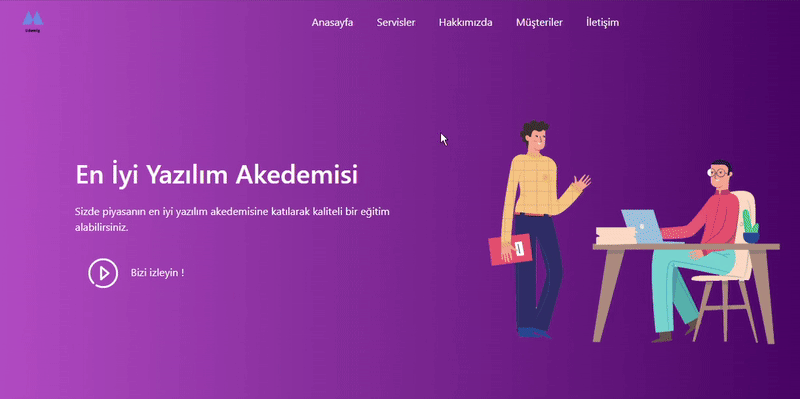 Anasayfa Servisler Hakkımızda Müşteriler İletişim
En İyi Yazılım Akedemisi
Sizde piyasanın en iyi yazılım akedemisine katılarak kaliteli bir eğitim
alabilirsiniz.
Bizi izleyin !